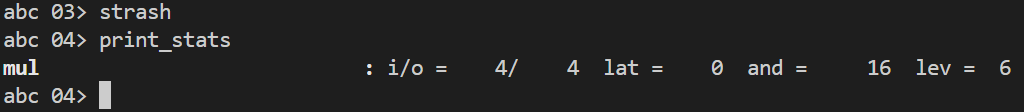 abc 03> strash
abc 04> print_stats
mul                           : i/o =    4/    4  lat =    0  and =     16  lev =  6
abc 04>